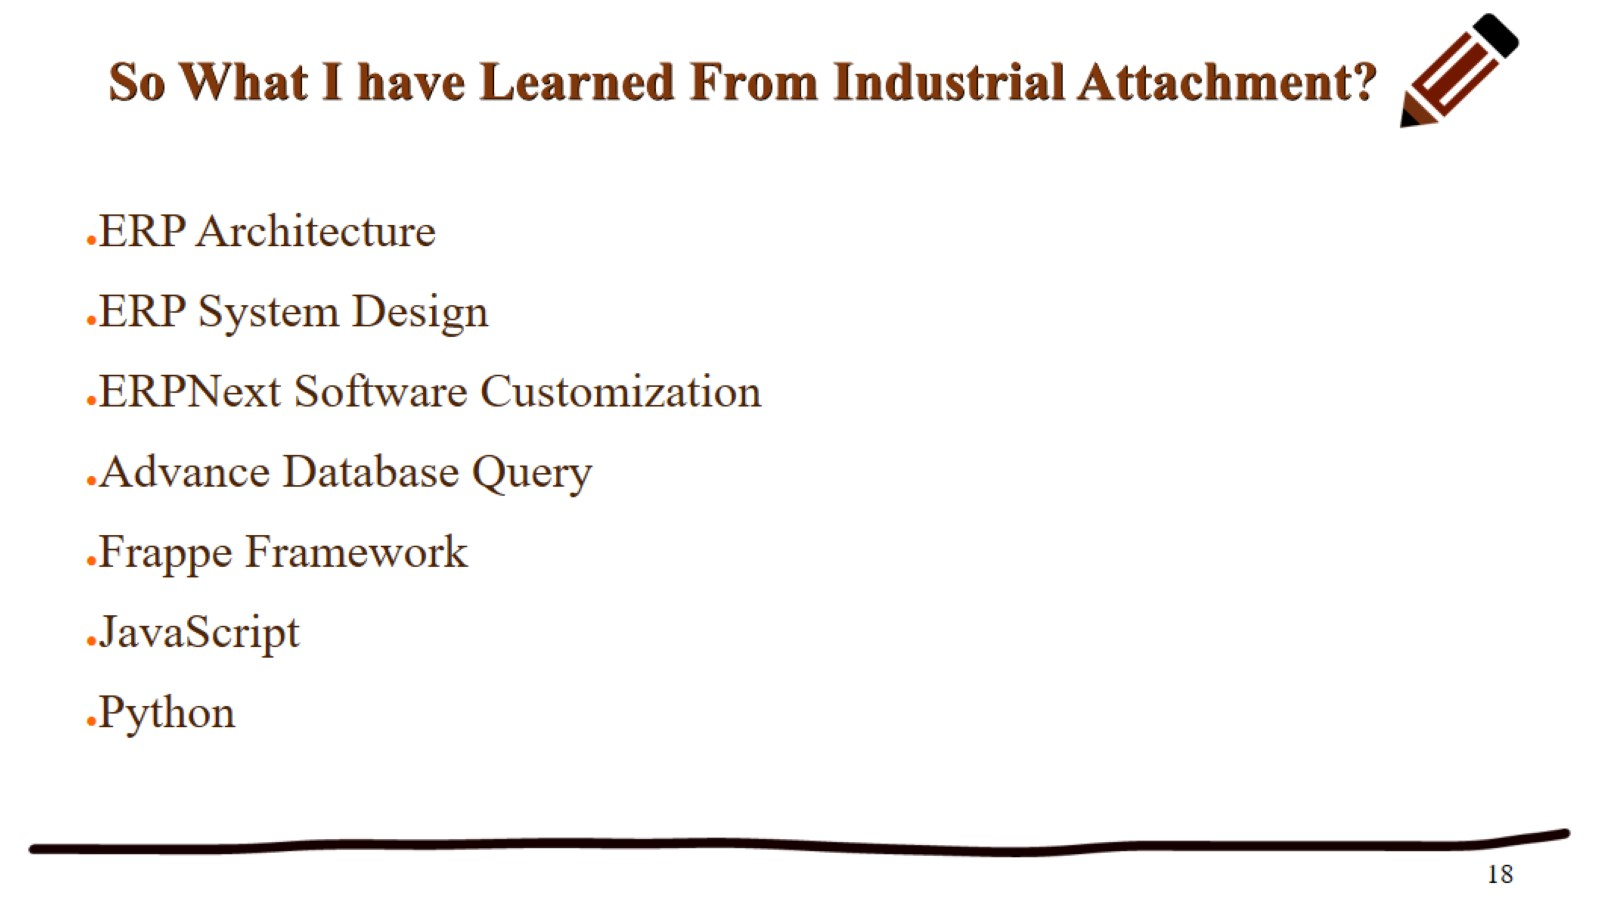 So What I have Learned From Industrial Attachment?
•ERP Architecture
•ERP System Design
•ERPNext Software Customization
•Advance Database Query
•Frappe Framework
•JavaScript
•Python
18